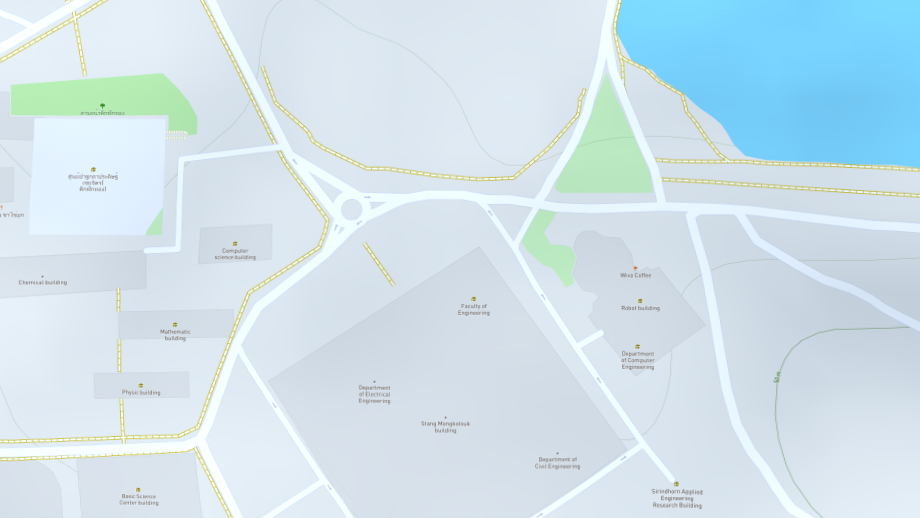 Computer
science building
Chemical building
Wisa Coffee
Faculty of
Engineering
Robot building
Mathematic
building
Department
of Computer
Engineering
Physic building
Department
of Electrical
Engineering
Stang Mongkolsuk
building
Department of
Civil Engineering
Basic Science
Center building
Sirindhorn Applied
Engineering
Research Building